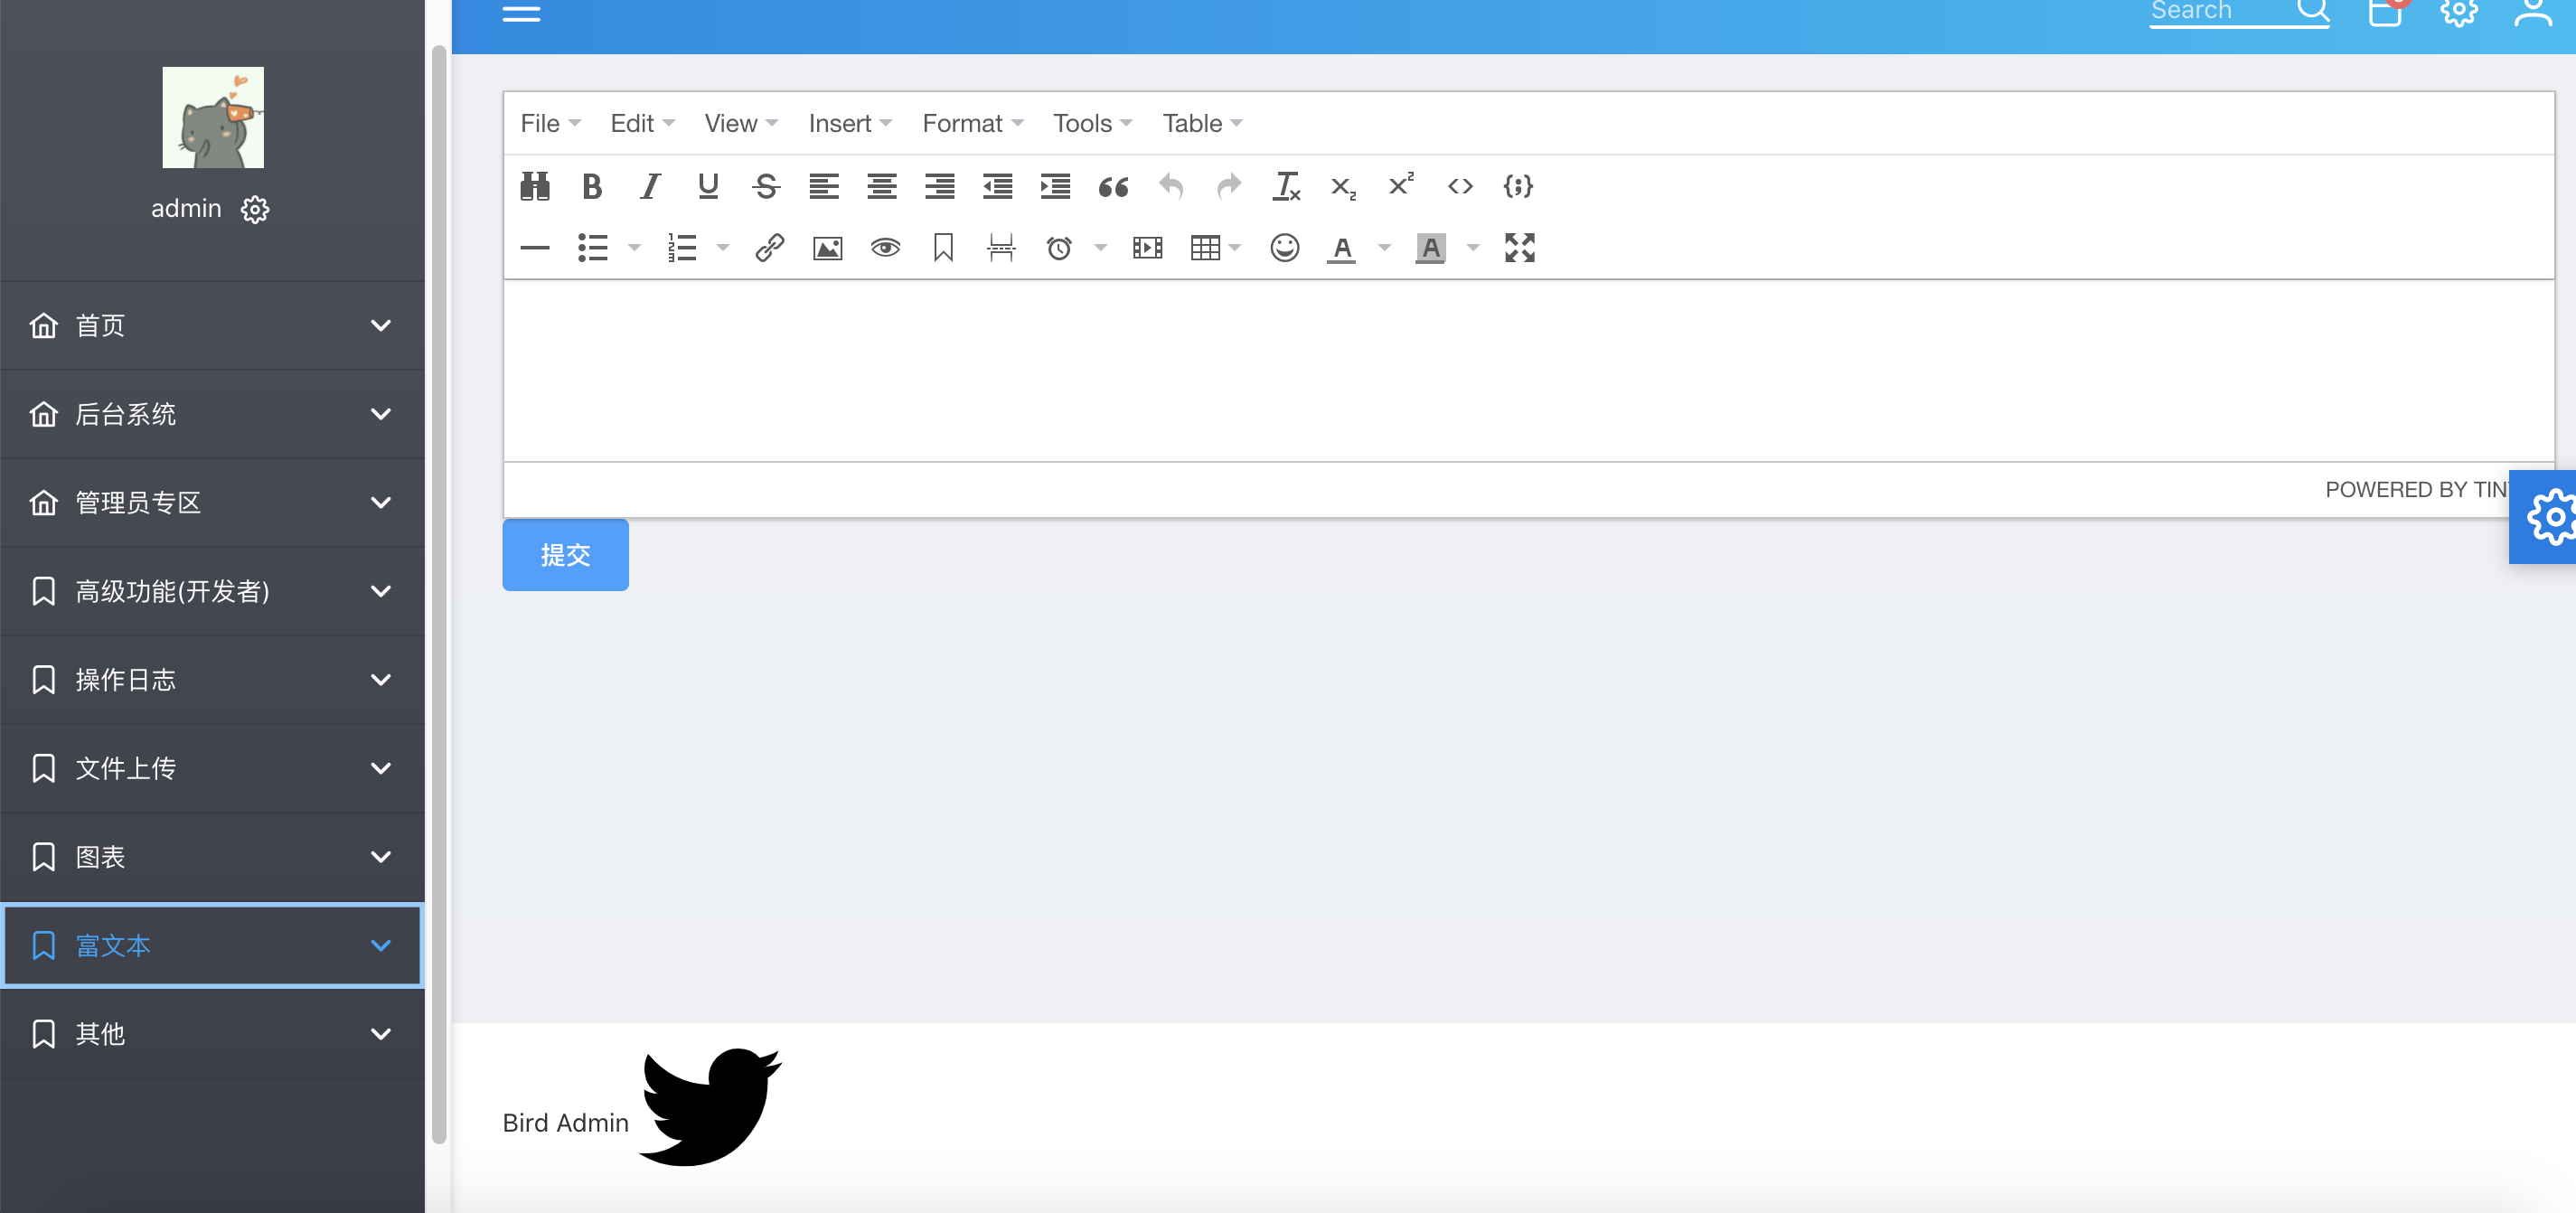 Search
admin
首页
后台系统
管理员专区
高级功能(开发者)
操作日志
文件上传
图表
富文本
其他
File Edit View Insert Format Tools Table
POWERED BY
提交
Bird Admin